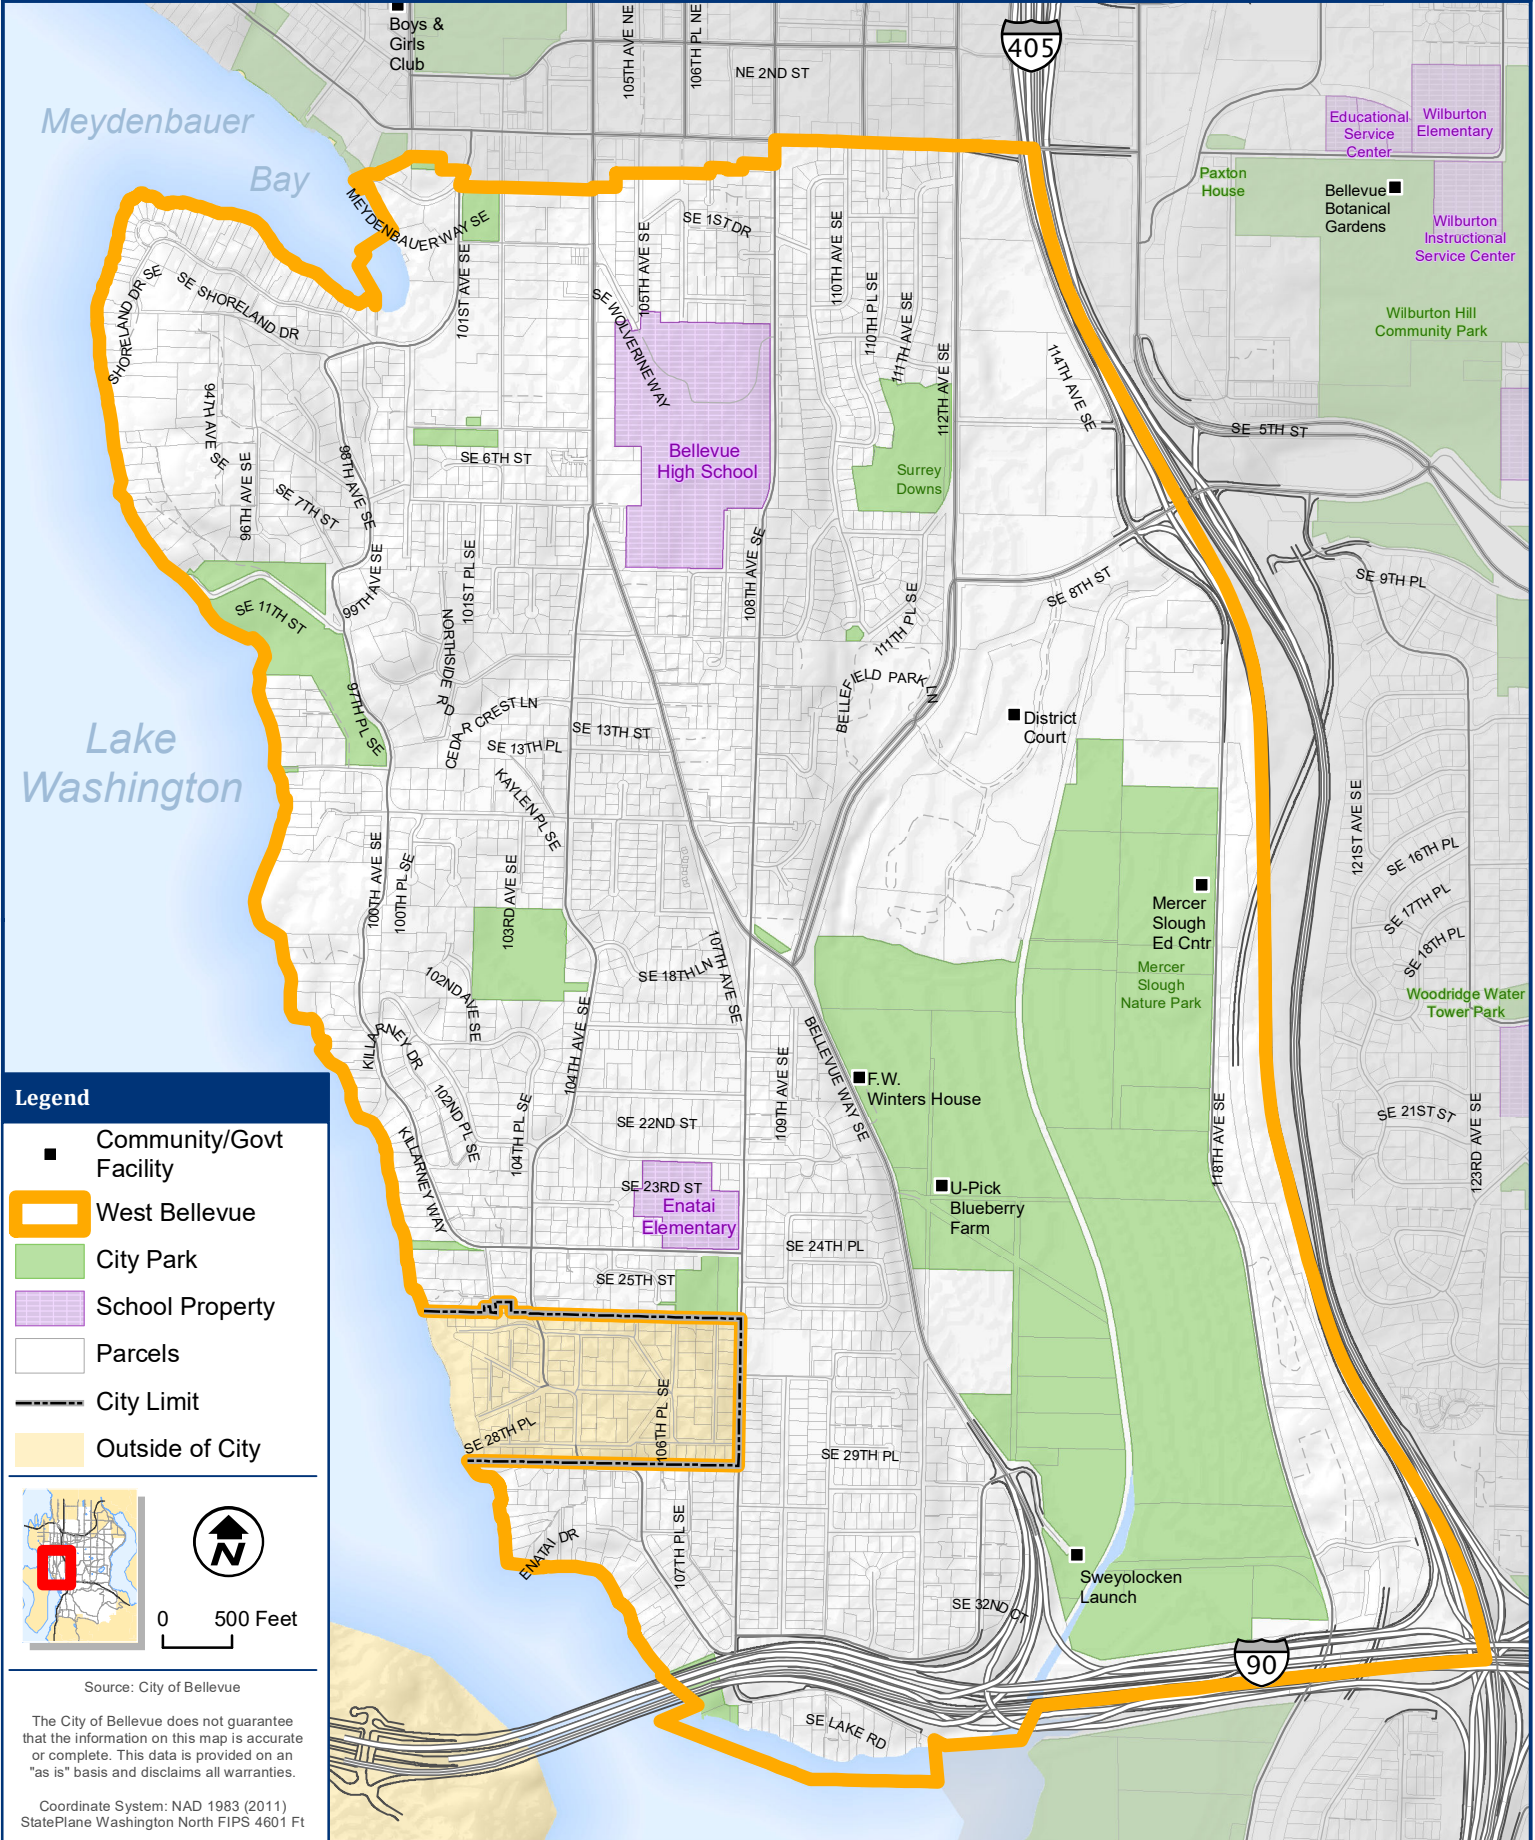 Boys &
Girls
Club
105TH AVE NE
106TH PL NE
NE 2ND ST
405
Meydenbauer
Bay
Educational
Service
Center
Wilburton
Elementary
Paxton
House
Bellevue
Botanical
Gardens
Wilburton
Instructional
Service Center
Wilburton Hill
Community Park
MEYDENBAUER WAY SE
SE 1ST DR
105TH AVE SE
110TH AVE SE
110TH PL SE
111TH AVE SE
112TH AVE SE
114TH AVE SE
101ST AVE SE
SHORELAND DR SE
SE SHORELAND DR
SE WOLVERINE WAY
94TH AVE SE
96TH AVE SE
98TH AVE SE
SE 7TH ST
SE 6TH ST
SE 5TH ST
Bellevue
High School
Surrey
Downs
SE 11TH ST
99TH AVE SE
101ST PL SE
NORTHSIDE RD
108TH AVE SE
111TH PL SE
SE 8TH ST
SE 9TH PL
97TH PL SE
CEDAR CREST LN
SE 13TH ST
SE 13TH PL
KAYLEN PL SE
BELLEFIELD PARK LN
District
Court
Lake
Washington
100TH AVE SE
100TH PL SE
103RD AVE SE
121ST AVE SE
SE 16TH PL
SE 17TH PL
SE 18TH PL
Mercer
Slough
Ed Cntr
Mercer
Slough
Nature Park
Woodridge Water
Tower Park
102ND AVE SE
SE 18TH LN
107TH AVE SE
104TH AVE SE
KILLARNEY DR
102ND PL SE
104TH PL SE
109TH AVE SE
BELLEVUE WAY SE
F.W.
Winters House
SE 22ND ST
118TH AVE SE
SE 21ST ST
123RD AVE SE
KILLARNEY WAY
SE 23RD ST
Enatai
Elementary
U-Pick
Blueberry
Farm
SE 24TH PL
SE 25TH ST
106TH PL SE
SE 28TH PL
SE 29TH PL
ENATAI DR
107TH PL SE
SE 32ND CT
Sweyolocken
Launch
90
SE LAKE RD
Legend
Community/Govt
Facility
West Bellevue
City Park
School Property
Parcels
City Limit
Outside of City
N
0 500 Feet
Source: City of Bellevue
The City of Bellevue does not guarantee
that the information on this map is accurate
or complete. This data is provided on an
"as is" basis and disclaims all warranties.
Coordinate System: NAD 1983 (2011)
StatePlane Washington North FIPS 4601 Ft